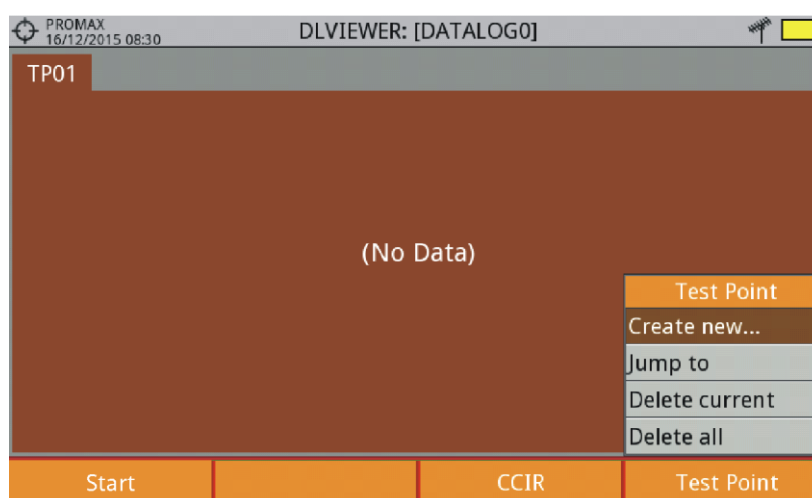 PROMAX
16/12/2015 08:30
DLVIEWER: [DATALOG0]
TP01
(No Data)
Test Point
Create new...
Jump to
Delete current
Delete all
Start
CCIR
Test Point